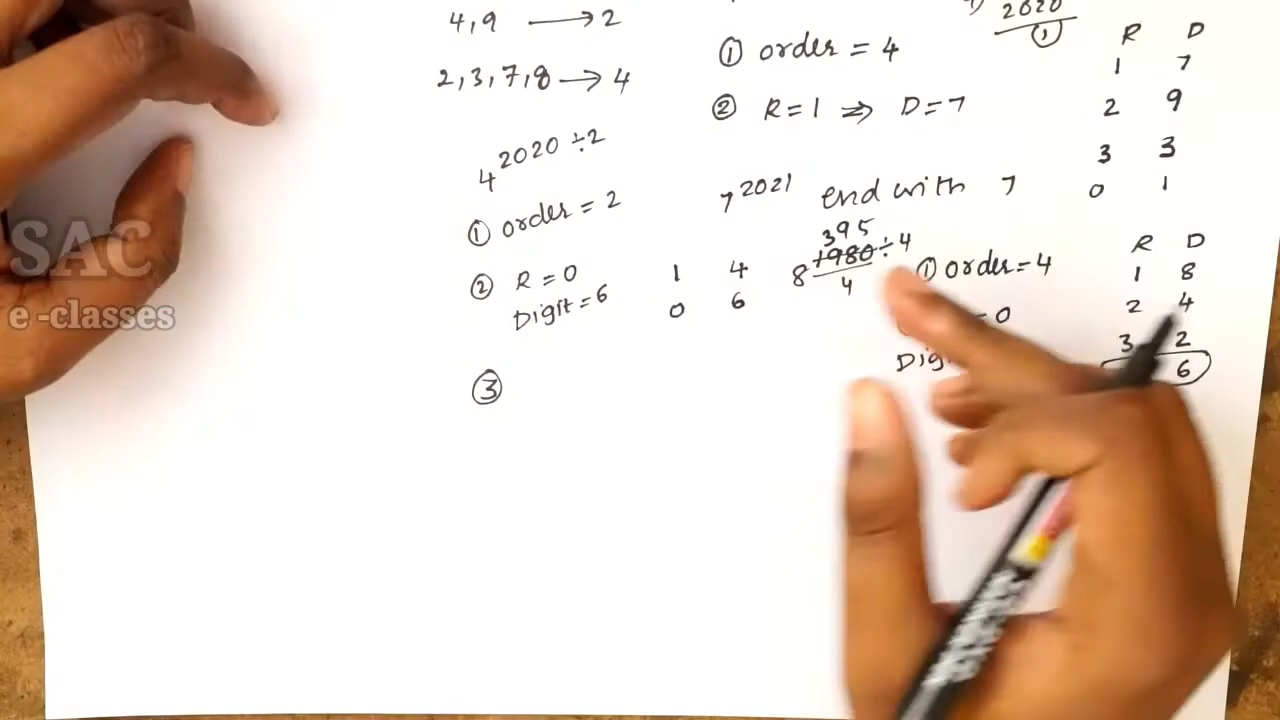 4,9 → 2
2,3,7,8 → 4
4^2020 ÷2
① order = 2
② R = 0
Digit = 6
1 4
0 6
③
2020
①
① order = 4
② R = 1 ⇒ D = 7
7^2021 end with 7
R D
1 7
2 9
3 3
0 1
395
8^1980 ÷4
4
① order = 4
= 0
Dig
R D
1 8
2 4
3 2
6
SAC
e-classes